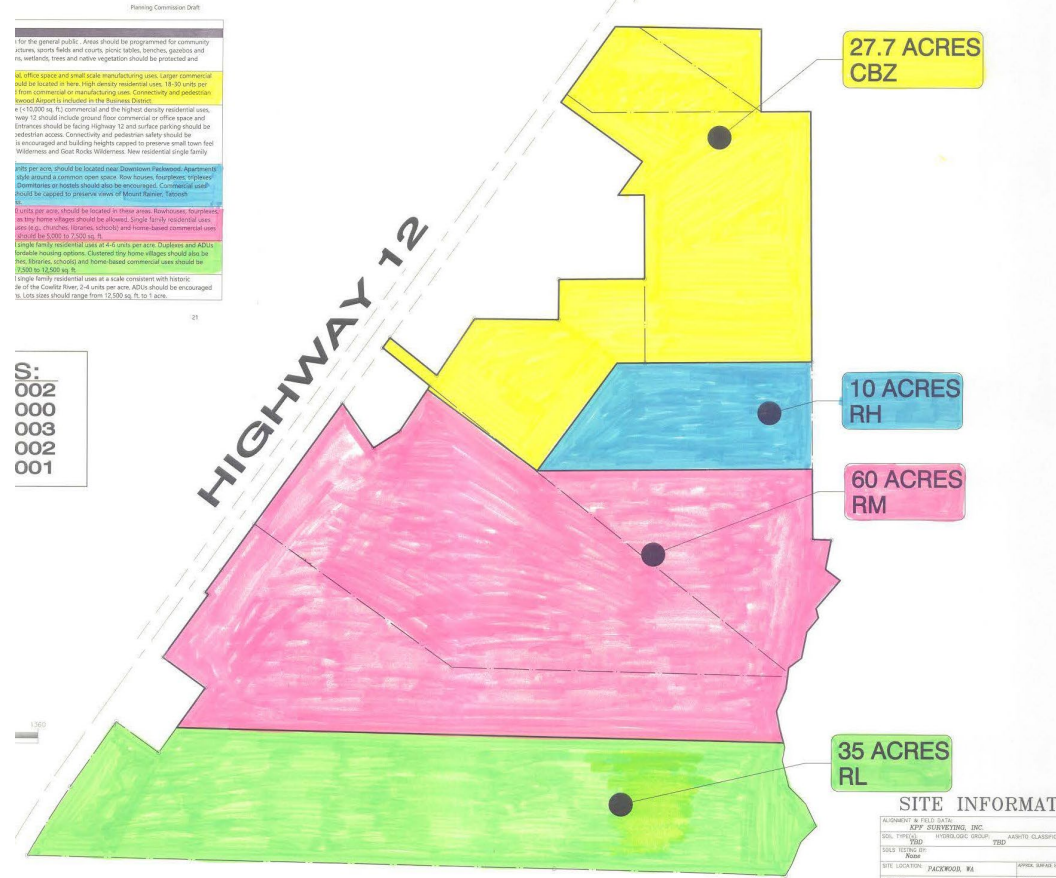 Planning Commission Draft
for the general public . Areas should be programmed for community
uctures, sports fields and courts, picnic tables, benches, gazebos and
ns, wetlands, trees and native vegetation should be protected and
al, office space and small scale manufacturing uses. Larger commercial
ould be located in here. High density residential uses, 18-30 units per
from commercial or manufacturing uses. Connectivity and pedestrian
kwood Airport is included in the Business District.
e (<10,000 sq. ft.) commercial and the highest density residential uses,
way 12 should include ground floor commercial or office space and
Entrances should be facing Highway 12 and surface parking should be
pedestrian access. Connectivity and pedestrian safety should be
is encouraged and building heights capped to preserve small town feel
Wilderness and Goat Rocks Wilderness. New residential single family
units per acre, should be located near Downtown Packwood. Apartments
style around a common open space. Row houses, fourplexes, triplexes
Dormitories or hostels should also be encouraged. Commercial uses
should be capped to preserve views of Mount Rainier, Tatoosh
ss.
0 units per acre, should be located in these areas. Rowhouses, fourplexes,
as tiny home villages should be allowed. Single family residential uses
uses (e.g., churches, libraries, schools) and home-based commercial uses
should be 5,000 to 7,500 sq. ft.
single family residential uses at 4-6 units per acre. Duplexes and ADUs
fordable housing options. Clustered tiny home villages should also be
ches, libraries, schools) and home-based commercial uses should be
7,500 to 12,500 sq. ft.
single family residential uses at a scale consistent with historic
de of the Cowlitz River, 2-4 units per acre. ADUs should be encouraged
ns. Lots sizes should range from 12,500 sq. ft. to 1 acre.
21
S:
002
000
003
002
001
HIGHWAY 12
27.7 ACRES
CBZ
10 ACRES
RH
60 ACRES
RM
35 ACRES
RL
1360
SITE INFORMAT
ALIGNMENT & FIELD DATA:
KPF SURVEYING, INC.
SOIL TYPE(S): HYDROLOGIC GROUP: AASHTO CLASSIFIC
TBD TBD
SOILS TESTING BY:
None
SITE LOCATION: PACKWOOD, WA